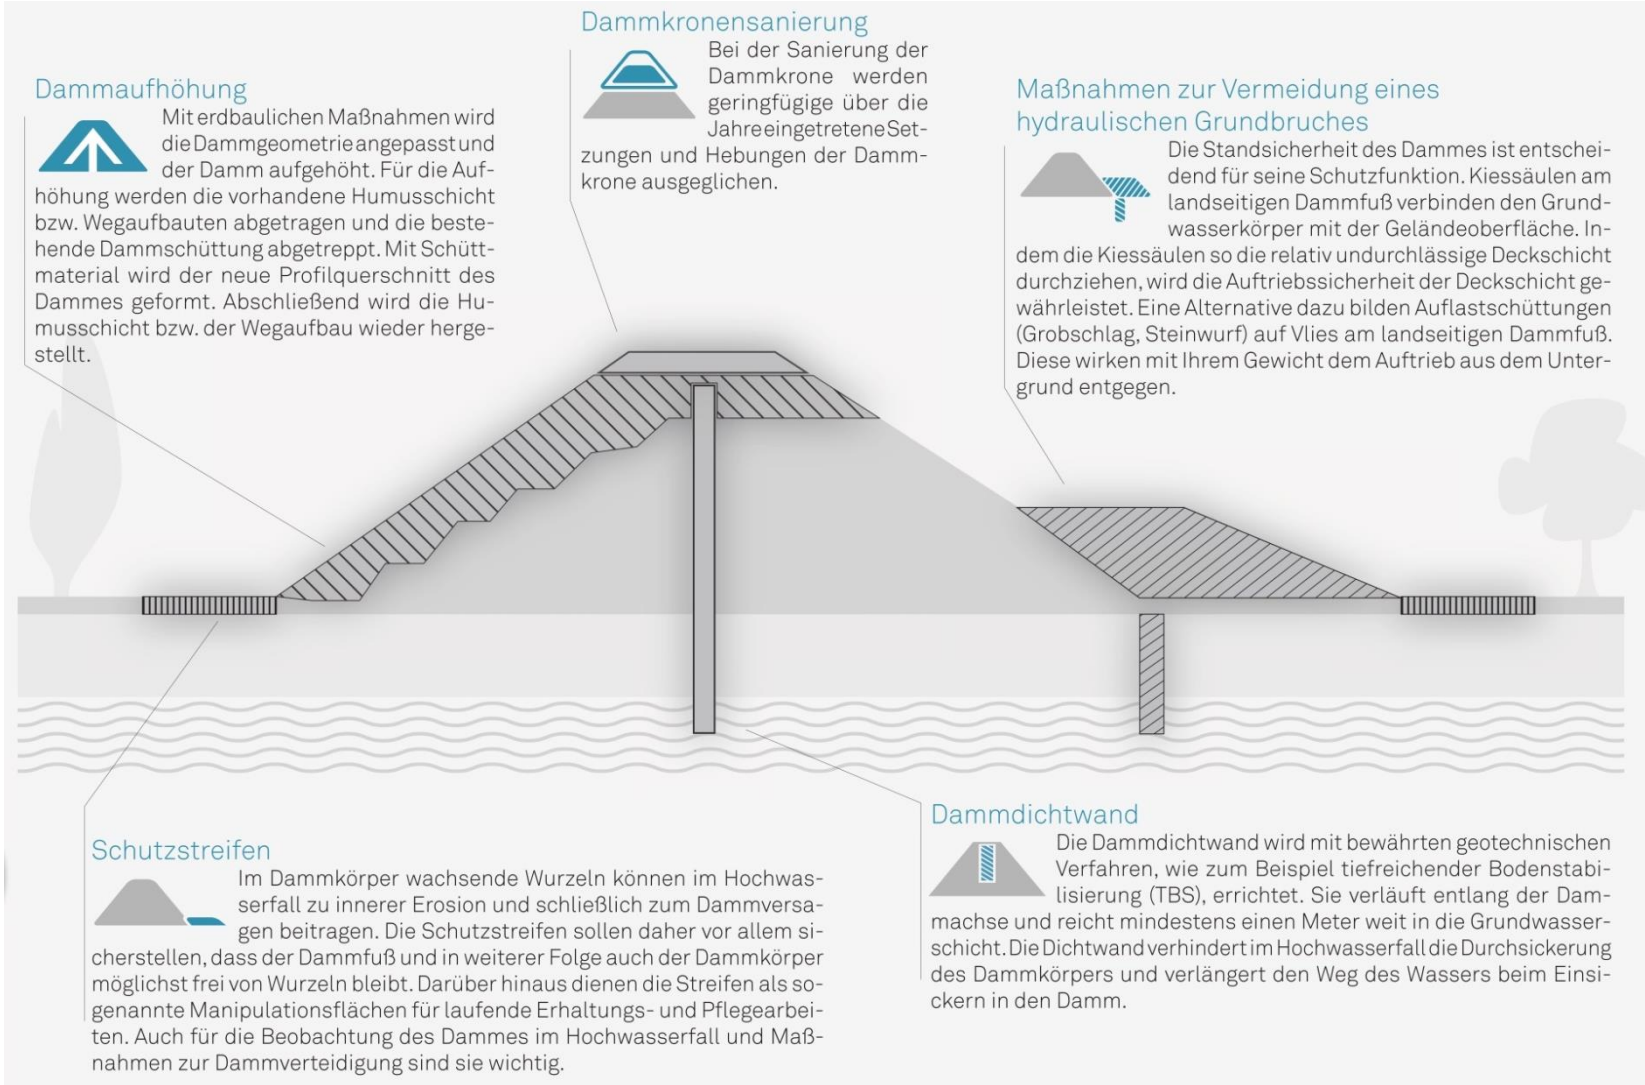 Dammaufhöhung
Mit erdbaulichen Maßnahmen wird
die Dammgeometrie angepasst und
der Damm aufgehöht. Für die Auf-
höhung werden die vorhandene Humusschicht
bzw. Wegaufbauten abgetragen und die beste-
hende Dammschüttung abgetreppt. Mit Schütt-
material wird der neue Profilquerschnitt des
Dammes geformt. Abschließend wird die Hu-
musschicht bzw. der Wegaufbau wieder herge-
stellt.
Dammkronensanierung
Bei der Sanierung der
Dammkrone werden
geringfügige über die
Jahre eingetretene Set-
zungen und Hebungen der Damm-
krone ausgeglichen.
Maßnahmen zur Vermeidung eines
hydraulischen Grundbruches
Die Standsicherheit des Dammes ist entschei-
dend für seine Schutzfunktion. Kiessäulen am
landseitigen Dammfuß verbinden den Grund-
wasserkörper mit der Geländeoberfläche. In-
dem die Kiessäulen so die relativ undurchlässige Deckschicht
durchziehen, wird die Auftriebssicherheit der Deckschicht ge-
währleistet. Eine Alternative dazu bilden Auflastschüttungen
(Grobschlag, Steinwurf) auf Vlies am landseitigen Dammfuß.
Diese wirken mit Ihrem Gewicht dem Auftrieb aus dem Unter-
grund entgegen.
Schutzstreifen
Im Dammkörper wachsende Wurzeln können im Hochwas-
serfall zu innerer Erosion und schließlich zum Dammversa-
gen beitragen. Die Schutzstreifen sollen daher vor allem si-
cherstellen, dass der Dammfuß und in weiterer Folge auch der Dammkörper
möglichst frei von Wurzeln bleibt. Darüber hinaus dienen die Streifen als so-
genannte Manipulationsflächen für laufende Erhaltungs- und Pflegearbei-
ten. Auch für die Beobachtung des Dammes im Hochwasserfall und Maß-
nahmen zur Dammverteidigung sind sie wichtig.
Dammdichtwand
Die Dammdichtwand wird mit bewährten geotechnischen
Verfahren, wie zum Beispiel tiefreichender Bodenstabi-
lisierung (TBS), errichtet. Sie verläuft entlang der Dam-
machse und reicht mindestens einen Meter weit in die Grundwasser-
schicht. Die Dichtwand verhindert im Hochwasserfall die Durchsickerung
des Dammkörpers und verlängert den Weg des Wassers beim Einsi-
ckern in den Damm.